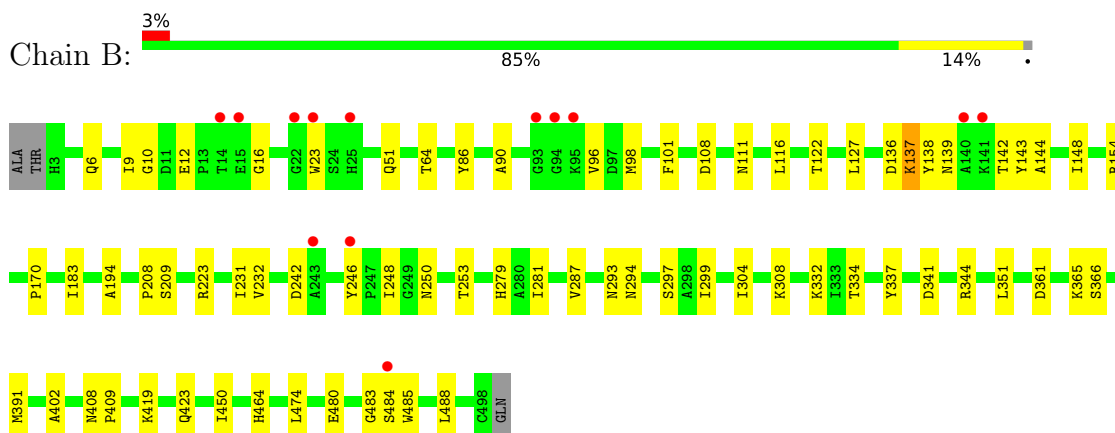 3%
Chain B:
85% 14% •
ALA THR H3 Q6 I9 G10 D11 E12 P13 T14 E15 G16 G22 W23 S24 H25 Q51 T64 Y86 A90 G93 G94 K95 V96 D97 M98 F101 D108 N111 L116 T122 L127 D136 K137 Y138 N139 A140 K141 T142 Y143 A144 I148 R154
P170 I183 A194 P208 S209 R223 I231 V232 D242 A243 Y246 P247 I248 G249 N250 T253 H279 A280 I281 V287 N293 N294 S297 A298 I299 I304 K308 K332 I333 T334 Y337 D341 R344 L351 D361 K365 S366
M391 A402 N408 P409 K419 Q423 I450 H464 L474 E480 G483 S484 W485 L488 C498 GLN